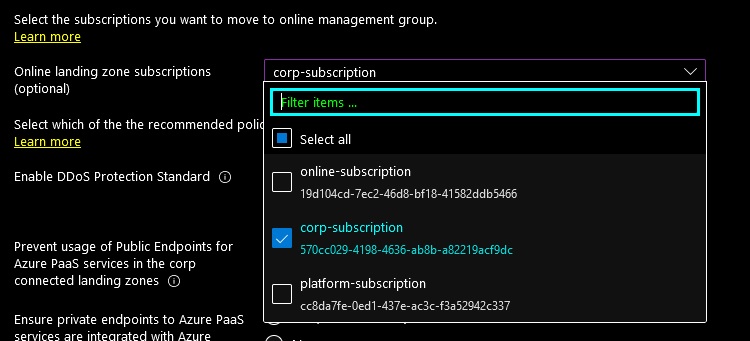 Select the subscriptions you want to move to online management group.
Learn more
Online landing zone subscriptions
(optional)
corp-subscription
Filter items ...
Select which of the the recommended polic
Learn more
Select all
Enable DDoS Protection Standard
online-subscription
19d104cd-7ec2-46d8-bf18-41582ddb5466
corp-subscription
570cc029-4198-4636-ab8b-a82219acf9dc
Prevent usage of Public Endpoints for
Azure PaaS services in the corp
connected landing zones
platform-subscription
cc8da7fe-0ed1-437e-ac3c-f3a52942c337
Ensure private endpoints to Azure PaaS
services are integrated with Azure